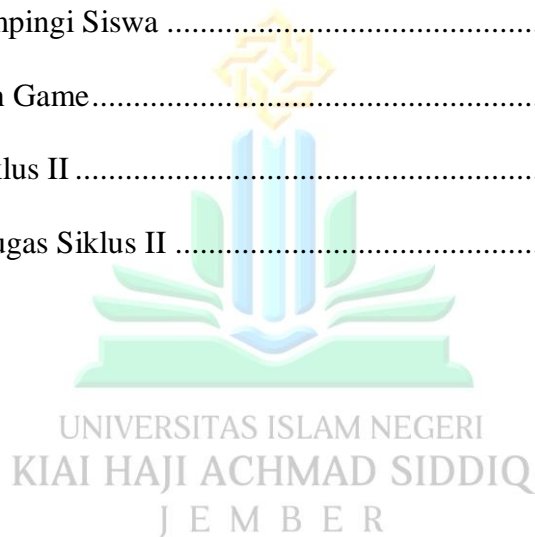 mpingi Siswa ........................................
n Game........................................
klus II ........................................
ugas Siklus II ........................................
UNIVERSITAS ISLAM NEGERI
KIAI HAJI ACHMAD SIDDIQ
J E M B E R